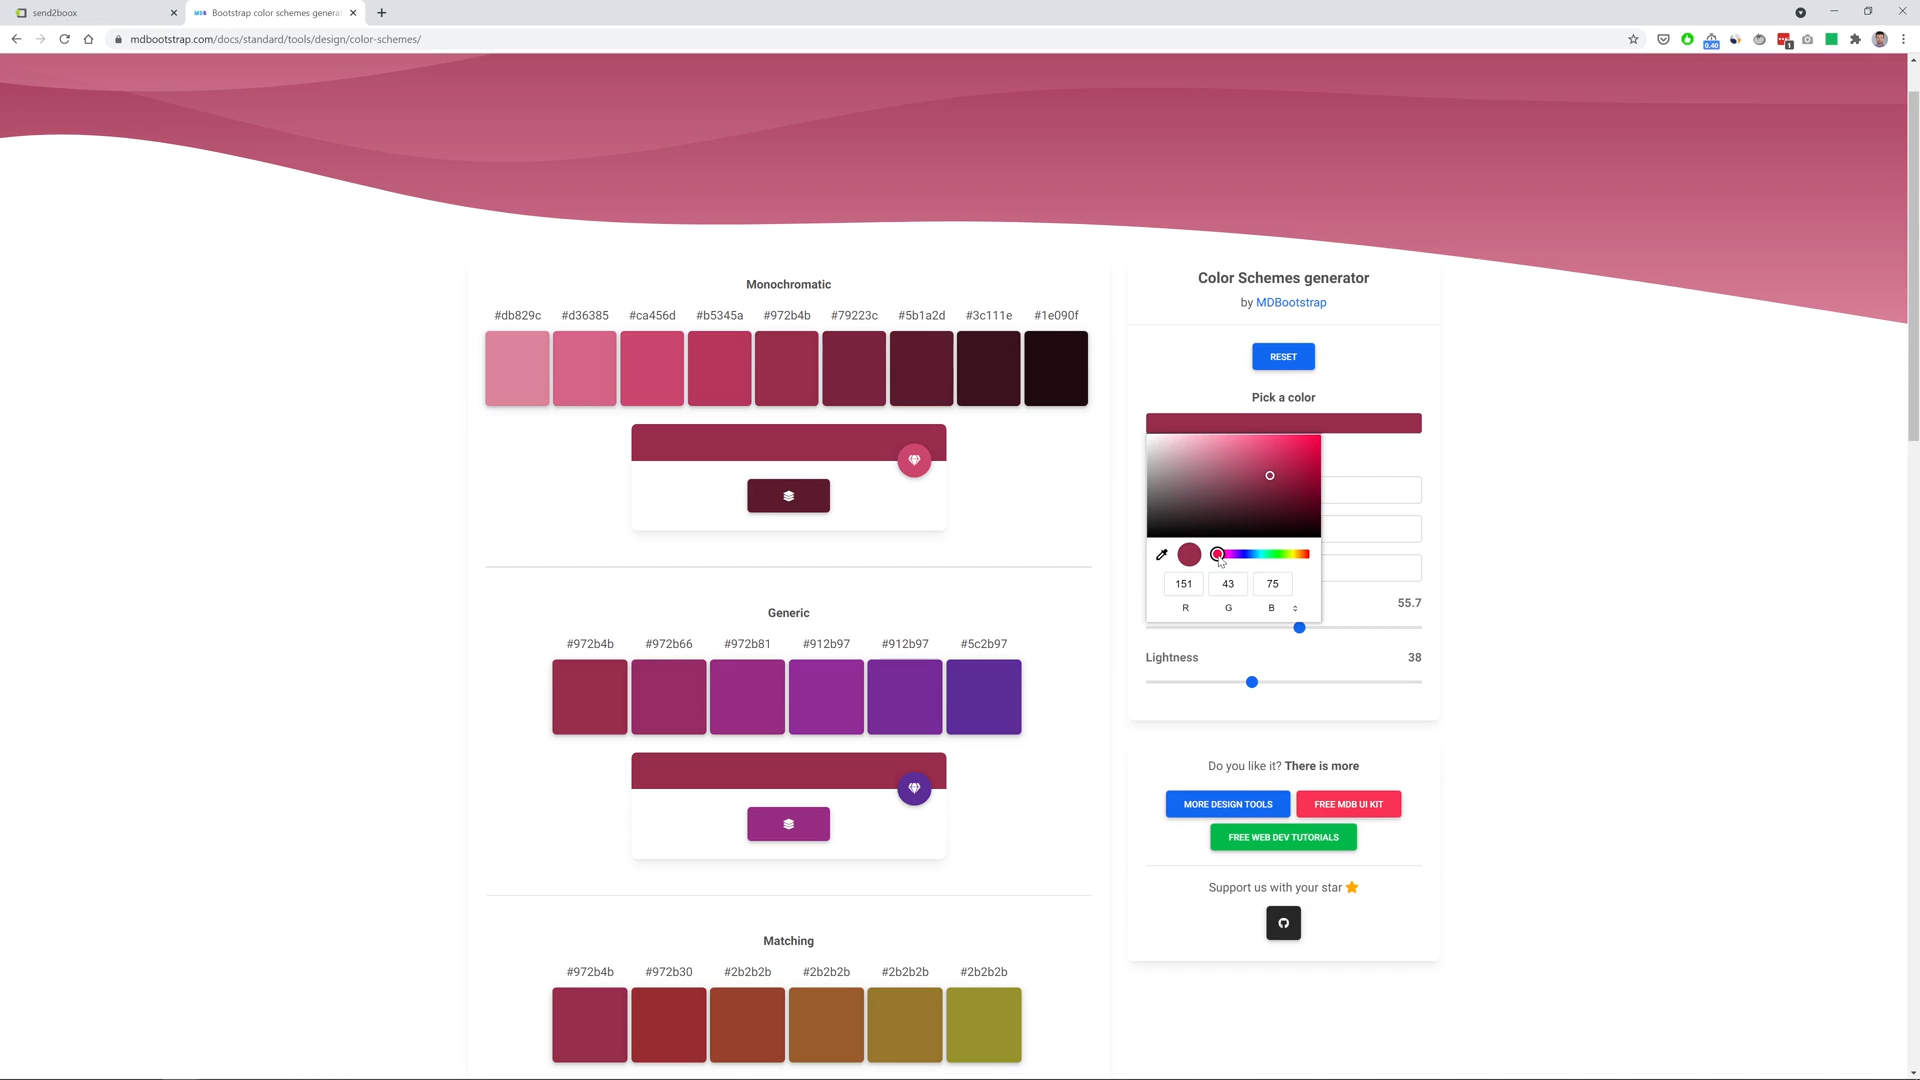 send2boox
Bootstrap color schemes generat
mdbootstrap.com/docs/standard/tools/design/color-schemes/
0.40
1
Monochromatic
#db829c #d36385 #ca456d #b5345a #972b4b #79223c #5b1a2d #3c111e #1e090f
Generic
#972b4b #972b66 #972b81 #912b97 #912b97 #5c2b97
Matching
#972b4b #972b30 #2b2b2b #2b2b2b #2b2b2b #2b2b2b
Color Schemes generator
by MDBootstrap
RESET
Pick a color
151 43 75
R G B
55.7
Lightness 38
Do you like it? There is more
MORE DESIGN TOOLS FREE MDB UI KIT
FREE WEB DEV TUTORIALS
Support us with your star